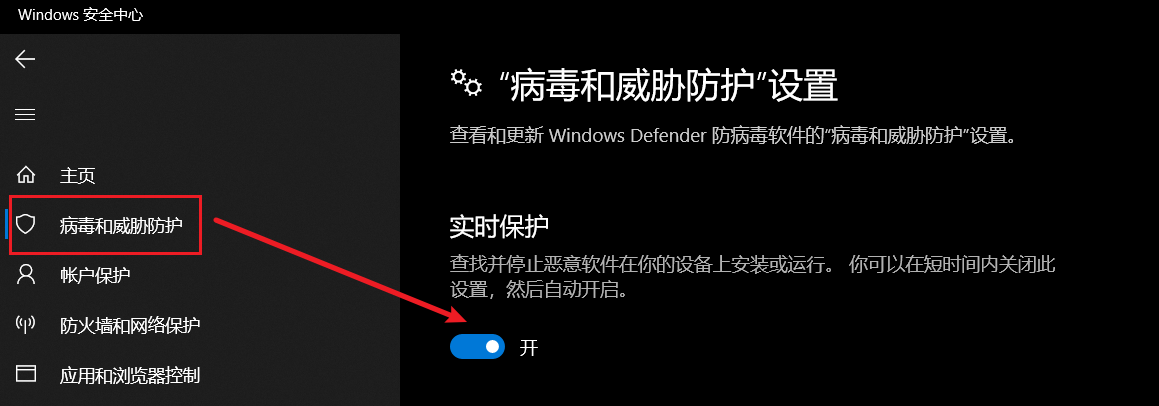 Windows 安全中心
主页
病毒和威胁防护
帐户保护
防火墙和网络保护
应用和浏览器控制
“病毒和威胁防护”设置
查看和更新 Windows Defender 防病毒软件的“病毒和威胁防护”设置。
实时保护
查找并停止恶意软件在你的设备上安装或运行。 你可以在短时间内关闭此
设置，然后自动开启。
开